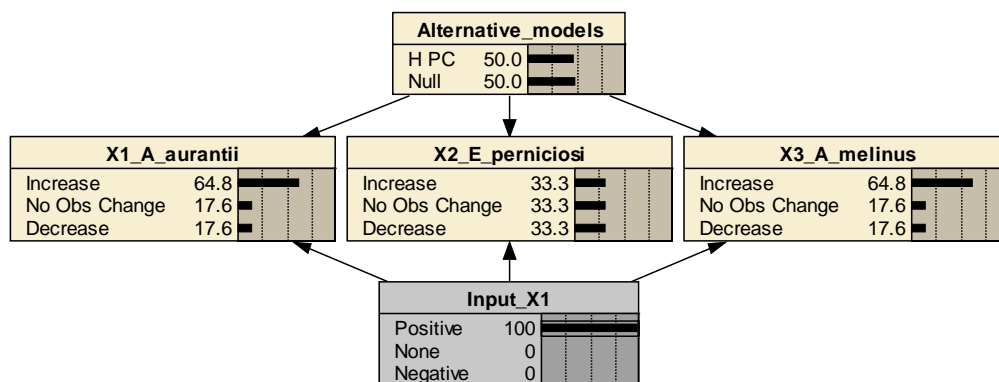 Alternative_models
H PC 50.0
Null 50.0
X1_A_aurantii
Increase 64.8
No Obs Change 17.6
Decrease 17.6
X2_E_perniciosi
Increase 33.3
No Obs Change 33.3
Decrease 33.3
X3_A_melinus
Increase 64.8
No Obs Change 17.6
Decrease 17.6
Input_X1
Positive 100
None 0
Negative 0